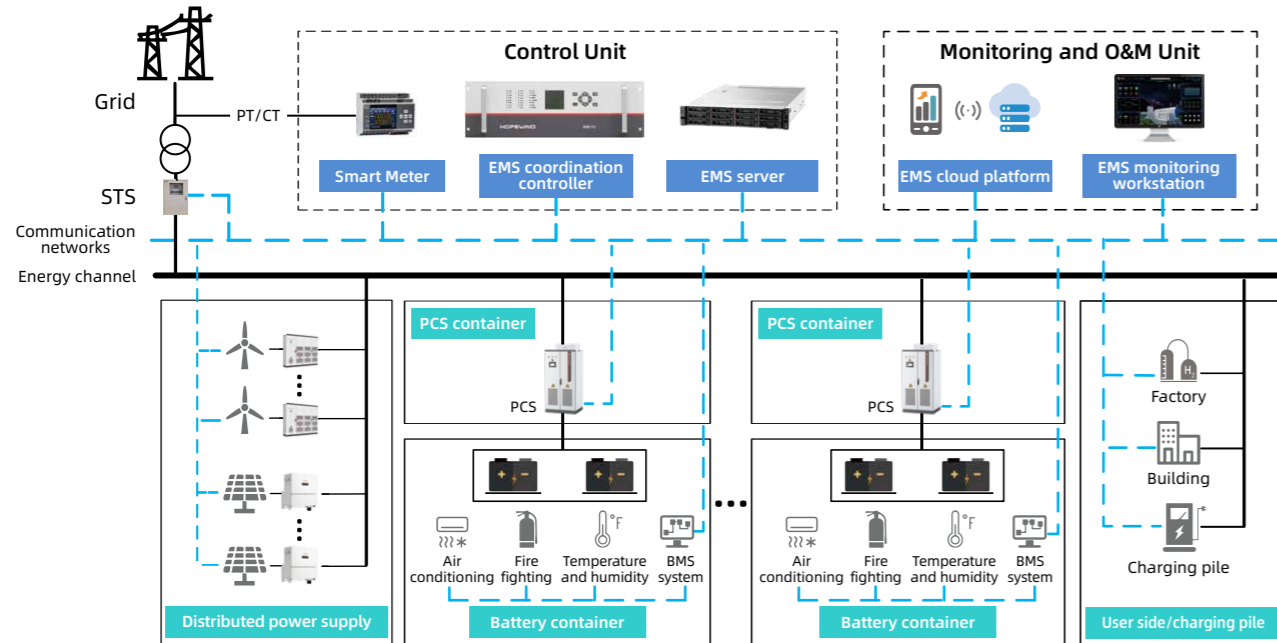 Control Unit
Monitoring and O&M Unit
Grid
PT/CT
HOPEWIND
Smart Meter
EMS coordination
controller
EMS server
EMS cloud platform
EMS monitoring
workstation
STS
Communication
networks
Energy channel
PCS container
PCS
PCS container
PCS
H₂
Factory
Building
Charging pile
°F
Air
conditioning
Fire
fighting
Temperature
and humidity
BMS
system
°F
Air
conditioning
Fire
fighting
Temperature
and humidity
BMS
system
Distributed power supply
Battery container
Battery container
User side/charging pile